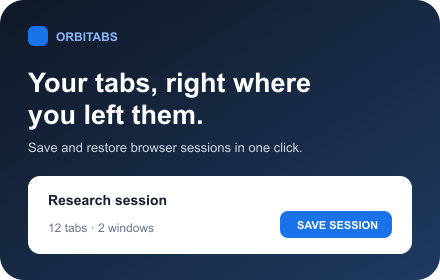 ORBITABS
Your tabs, right where
you left them.
Save and restore browser sessions in one click.
Research session
12 tabs · 2 windows
SAVE SESSION